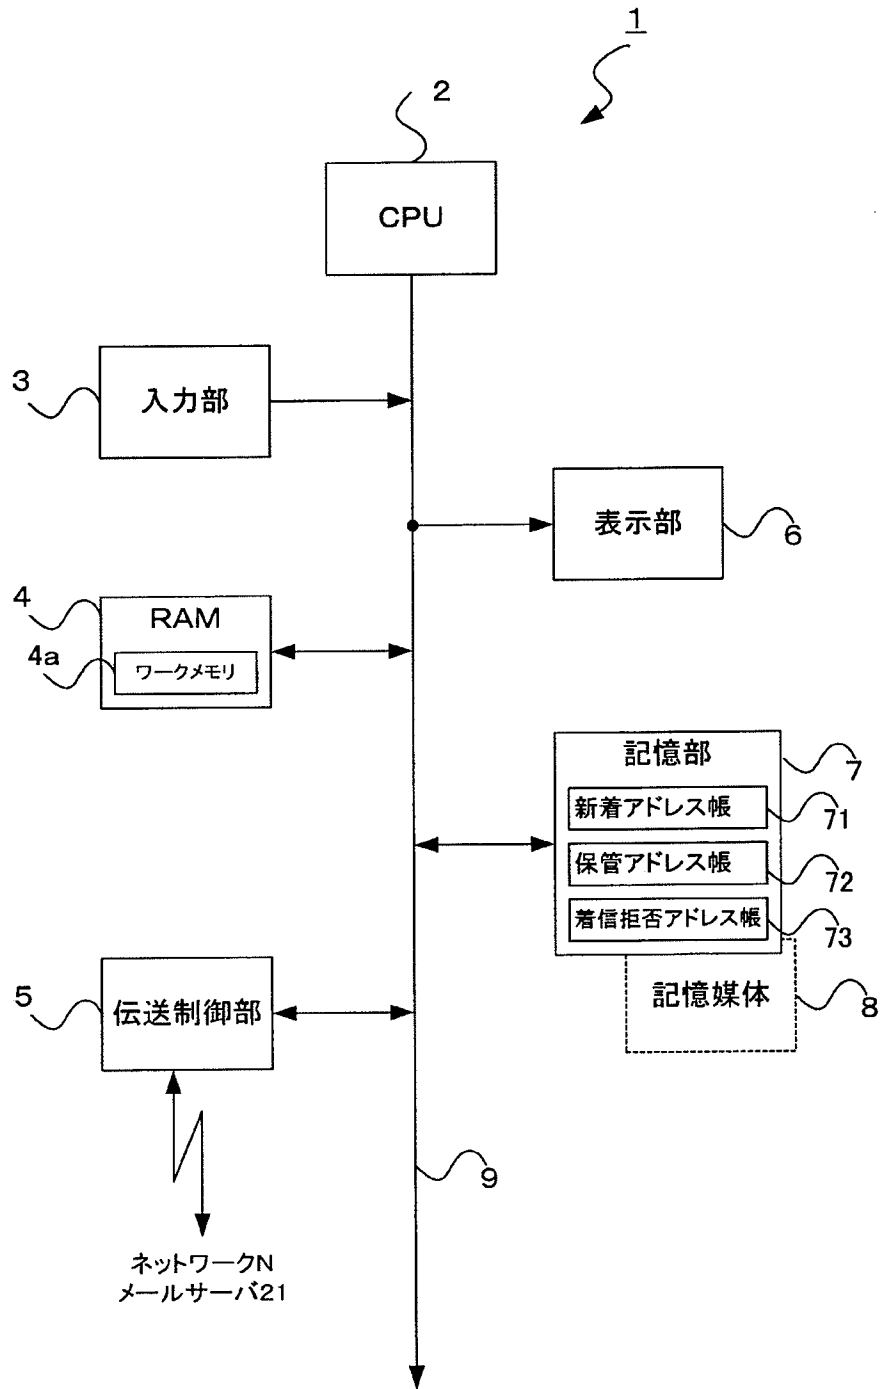 1
2
CPU
3
入力部
表示部
6
4
RAM
4a
ワークメモリ
記憶部
7
新着アドレス帳
71
保管アドレス帳
72
着信拒否アドレス帳
73
5
伝送制御部
記憶媒体
8
9
ネットワークN
メールサーバ21